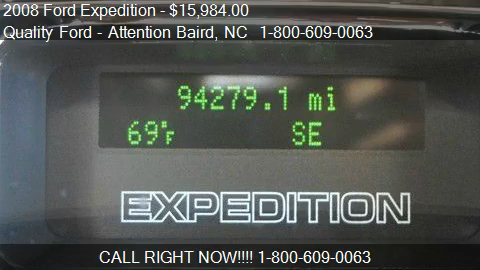 2008 Ford Expedition - $15,984.00
Quality Ford - Attention Baird, NC 1-800-609-0063
94279.1 mi
69°F SE
EXPEDITION
CALL RIGHT NOW!!!! 1-800-609-0063